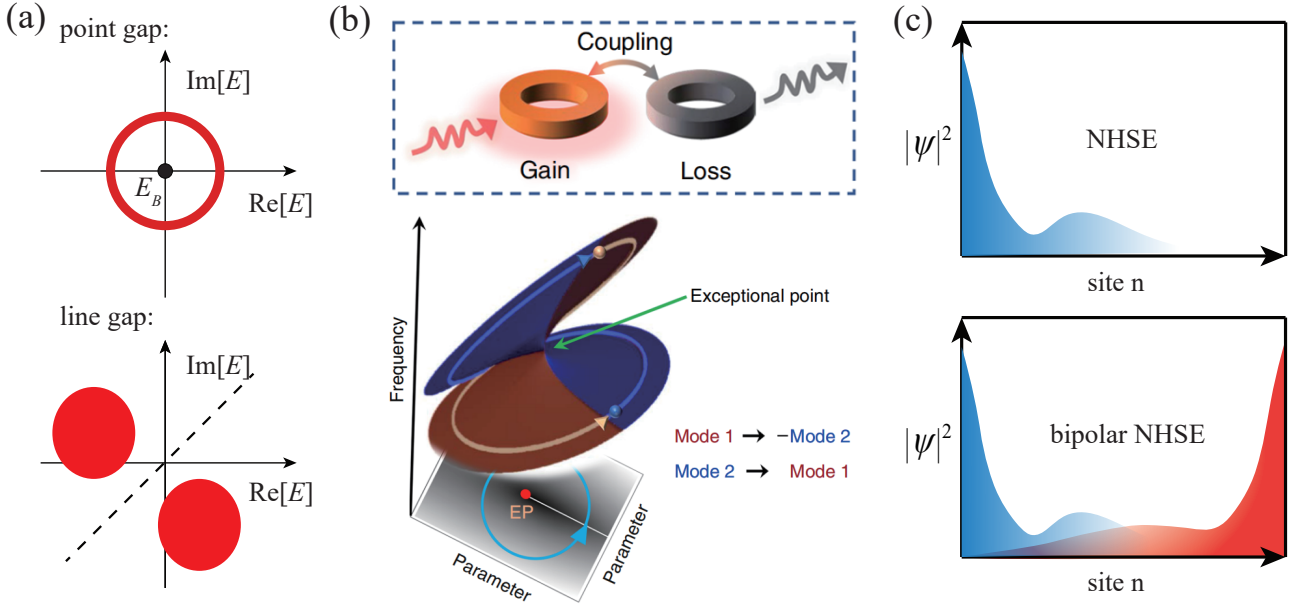 (a)
point gap:
Im[E]
E_B
Re[E]
line gap:
Im[E]
Re[E]
(b)
Coupling
Gain
Loss
Frequency
Exceptional point
Mode 1 → −Mode 2
Mode 2 → Mode 1
EP
Parameter
Parameter
(c)
|ψ|²
NHSE
site n
|ψ|²
bipolar NHSE
site n